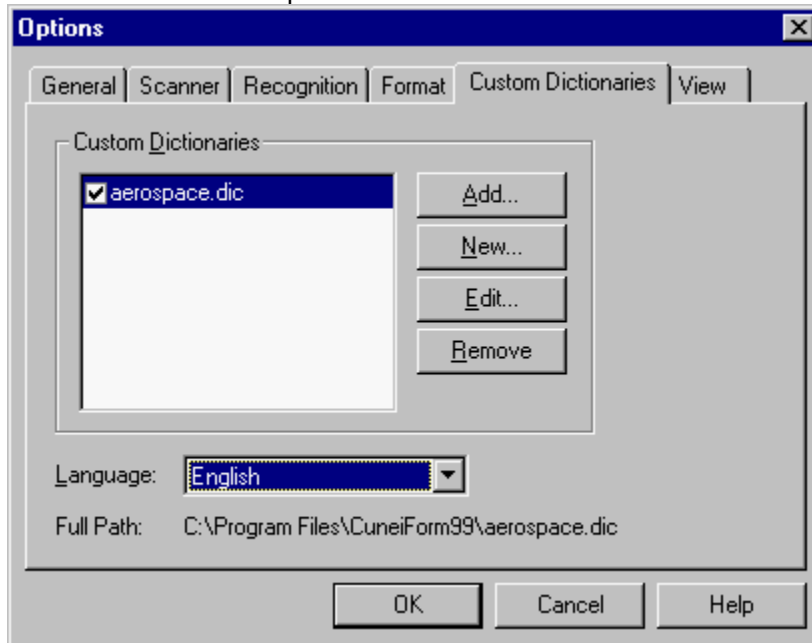 Options
General Scanner Recognition Format Custom Dictionaries View
Custom Dictionaries
aerospace.dic
Add...
New...
Edit...
Remove
Language: English
Full Path: C:\Program Files\CuneiForm99\aerospace.dic
OK Cancel Help